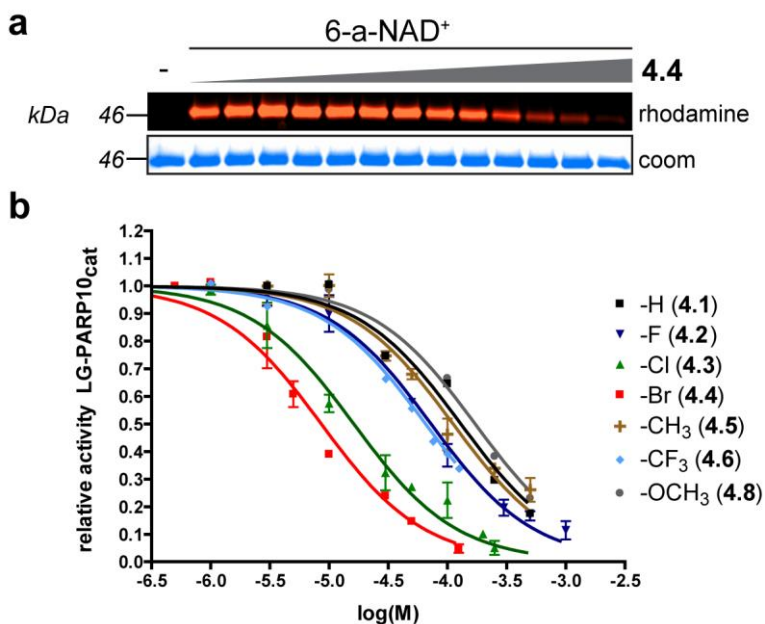 a
6-a-NAD⁺
-
4.4
kDa
46
rhodamine
46
coom
b
relative activity LG-PARP10cat
1.2
1.1
1.0
0.9
0.8
0.7
0.6
0.5
0.4
0.3
0.2
0.1
0.0
-6.5 -6.0 -5.5 -5.0 -4.5 -4.0 -3.5 -3.0 -2.5
log(M)
-H (4.1)
-F (4.2)
-Cl (4.3)
-Br (4.4)
-CH₃ (4.5)
-CF₃ (4.6)
-OCH₃ (4.8)